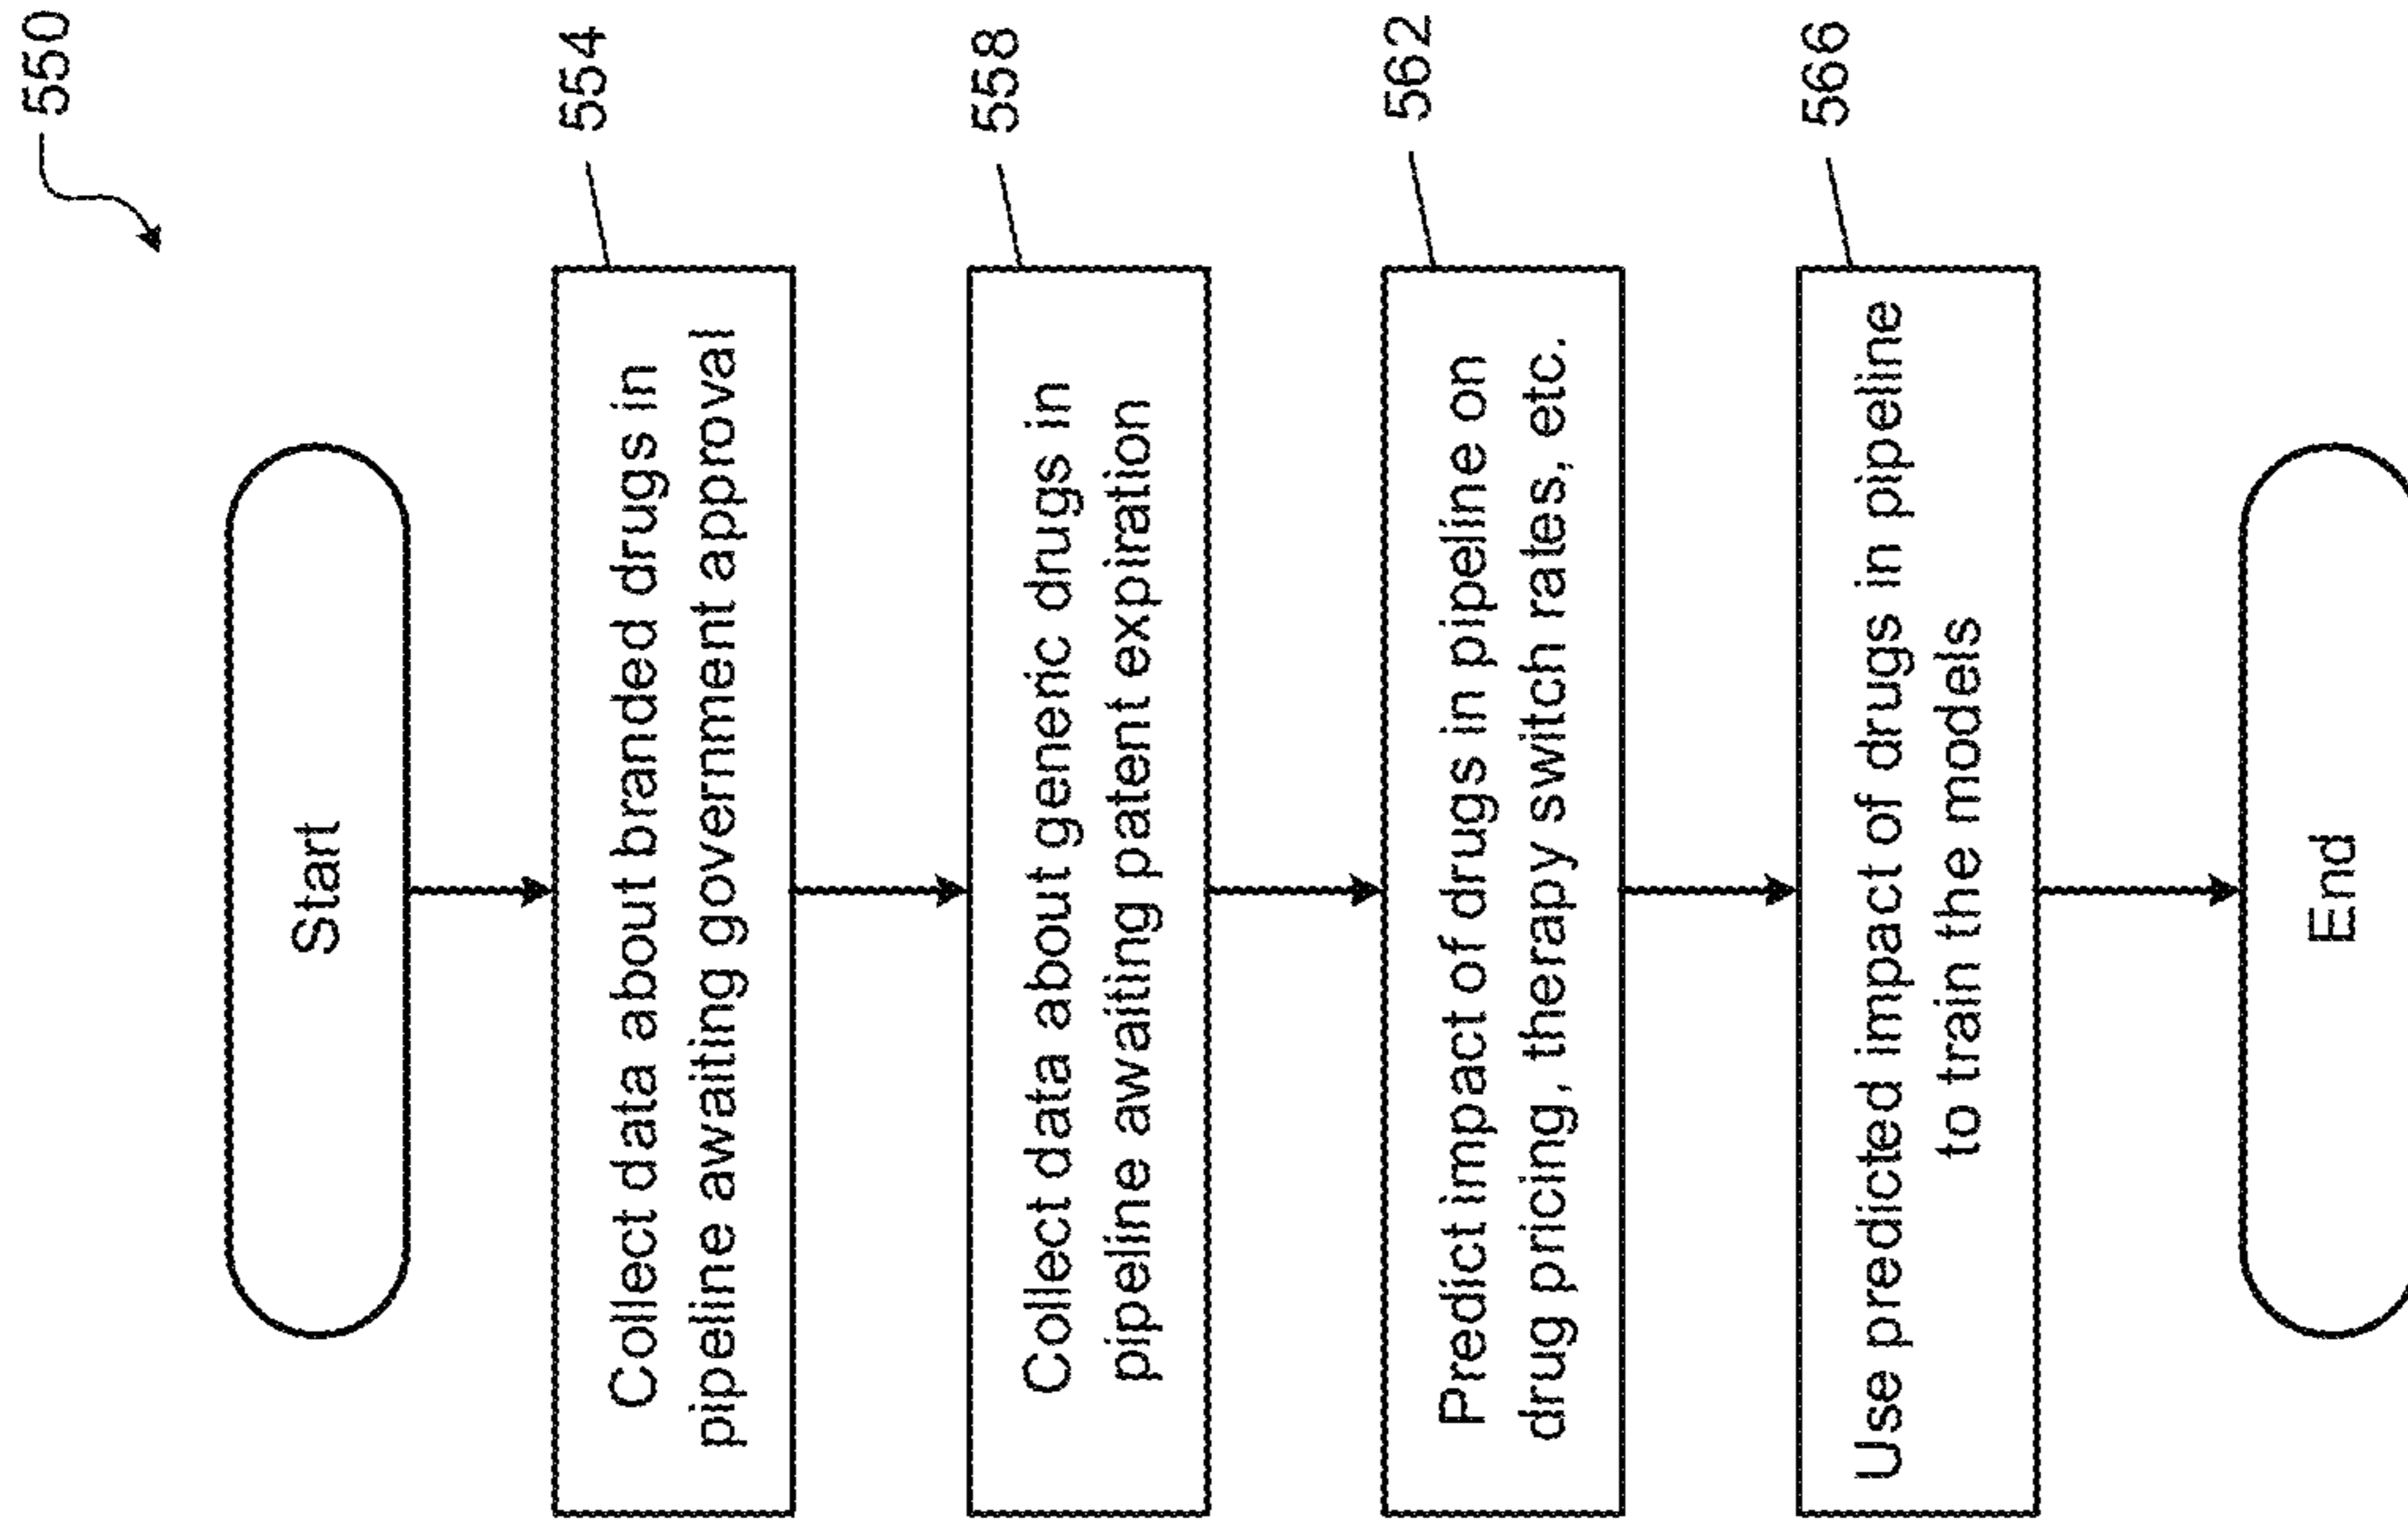 550
Start
554
Collect data about branded drugs in
pipeline awaiting government approval
558
Collect data about generic drugs in
pipeline awaiting patent expiration
562
Predict impact of drugs in pipeline on
drug pricing, therapy switch rates, etc.
566
Use predicted impact of drugs in pipeline
to train the models
End